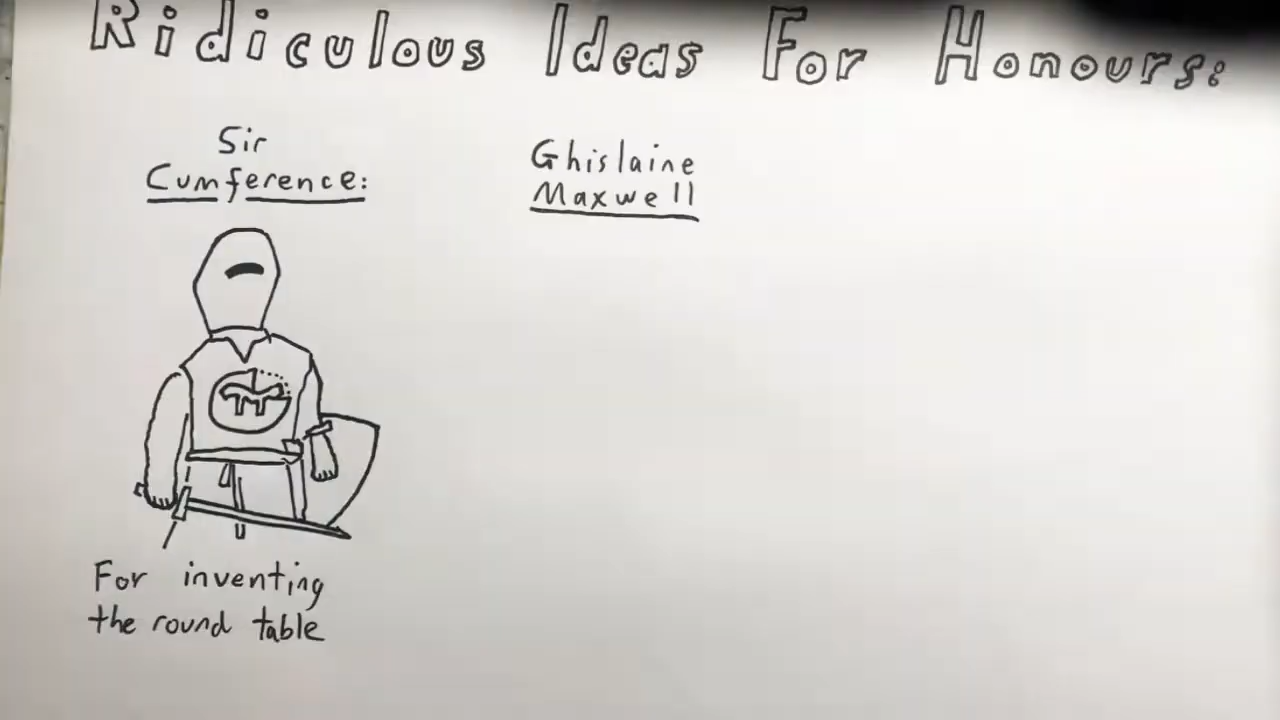 Ridiculous Ideas For Honours:
Sir
Cumference:
Ghislaine
Maxwell
For inventing
the round table